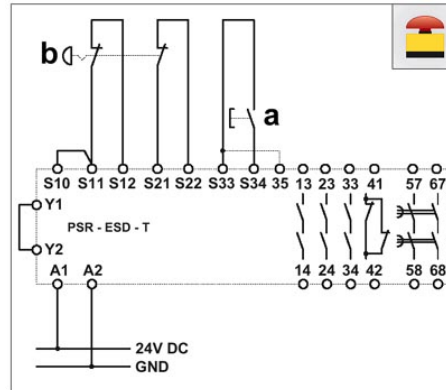 b
a
S10 S11 S12 S21 S22 S33 S34 35 13 23 33 41 57 67
Y1
PSR - ESD - T
Y2
A1 A2 14 24 34 42 58 68
24V DC
GND